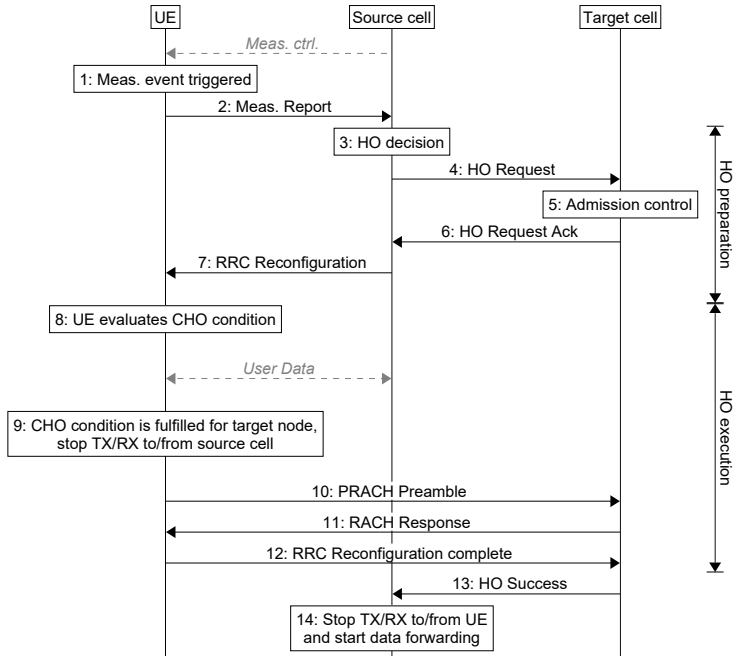 UE
Source cell
Target cell
Meas. ctrl.
1: Meas. event triggered
2: Meas. Report
3: HO decision
4: HO Request
5: Admission control
6: HO Request Ack
7: RRC Reconfiguration
HO preparation
8: UE evaluates CHO condition
User Data
9: CHO condition is fulfilled for target node,
stop TX/RX to/from source cell
HO execution
10: PRACH Preamble
11: RACH Response
12: RRC Reconfiguration complete
13: HO Success
14: Stop TX/RX to/from UE
and start data forwarding